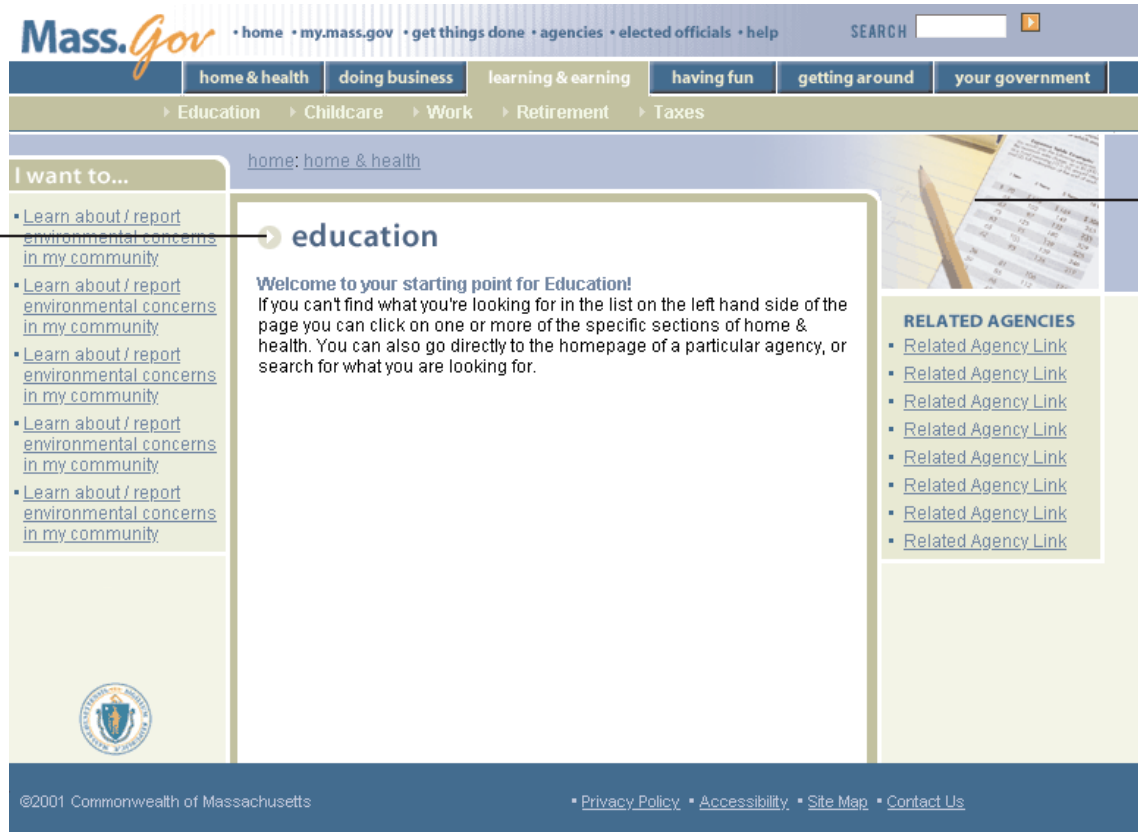 Mass.Gov
• home • my.mass.gov • get things done • agencies • elected officials • help
SEARCH
home & health
doing business
learning & earning
having fun
getting around
your government
Education
Childcare
Work
Retirement
Taxes
I want to...
home: home & health
▪ Learn about / report
environmental concerns
in my community
▪ Learn about / report
environmental concerns
in my community
▪ Learn about / report
environmental concerns
in my community
▪ Learn about / report
environmental concerns
in my community
▪ Learn about / report
environmental concerns
in my community
education
Welcome to your starting point for Education!
If you can't find what you're looking for in the list on the left hand side of the
page you can click on one or more of the specific sections of home &
health. You can also go directly to the homepage of a particular agency, or
search for what you are looking for.
RELATED AGENCIES
▪ Related Agency Link
▪ Related Agency Link
▪ Related Agency Link
▪ Related Agency Link
▪ Related Agency Link
▪ Related Agency Link
▪ Related Agency Link
▪ Related Agency Link
©2001 Commonwealth of Massachusetts
▪ Privacy Policy ▪ Accessibility ▪ Site Map ▪ Contact Us